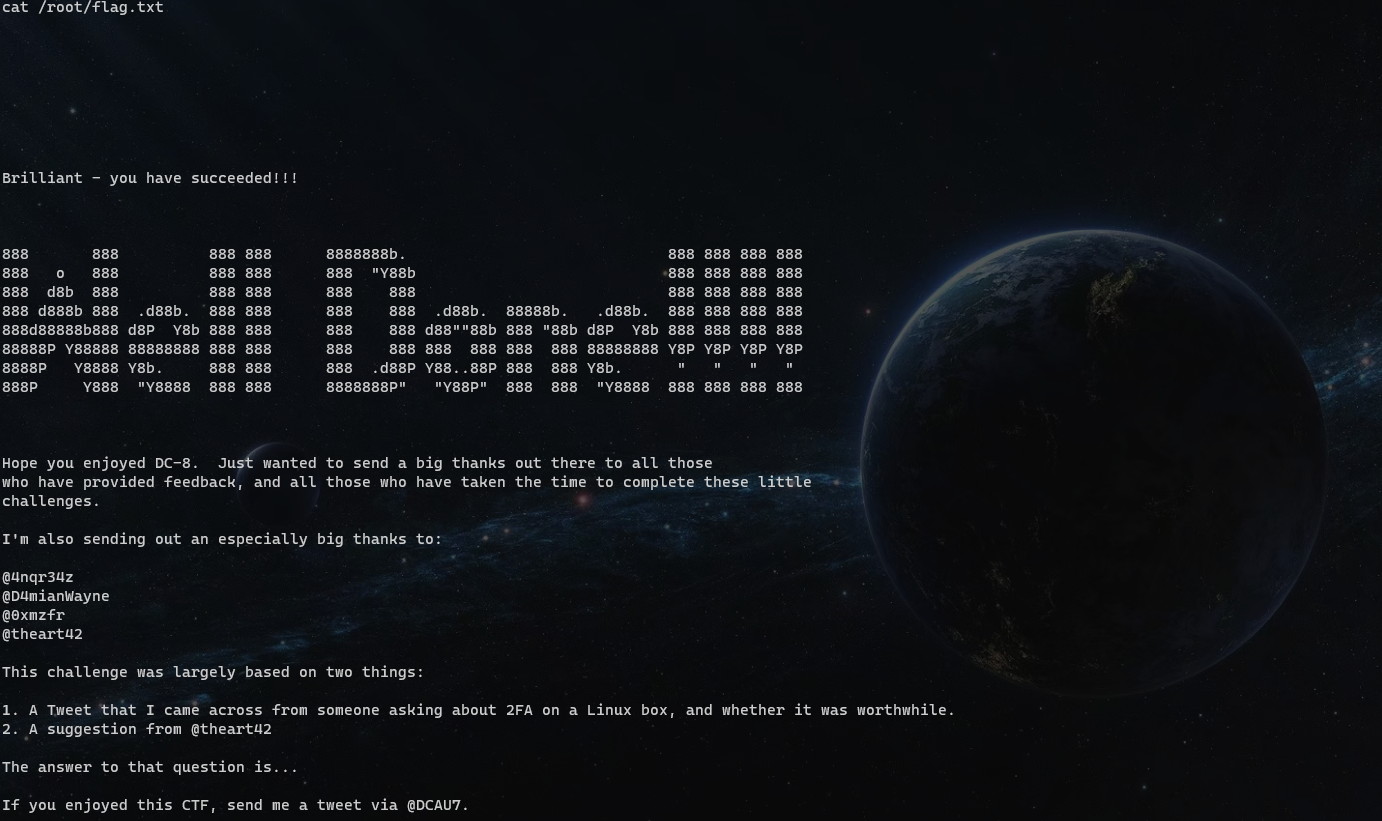 cat /root/flag.txt
Brilliant - you have succeeded!!!
888       888          888 888      8888888b.                             888 888 888 888
888   o   888          888 888      888  "Y88b                            888 888 888 888
888  d8b  888          888 888      888    888                            888 888 888 888
888 d888b 888  .d88b.  888 888      888    888  .d88b.  88888b.   .d88b.  888 888 888 888
888d88888b888 d8P  Y8b 888 888      888    888 d88""88b 888 "88b d8P  Y8b 888 888 888 888
88888P Y88888 88888888 888 888      888    888 888  888 888  888 88888888 Y8P Y8P Y8P Y8P
8888P   Y8888 Y8b.     888 888      888  .d88P Y88..88P 888  888 Y8b.      "   "   "   "
888P     Y888  "Y8888  888 888      8888888P"   "Y88P"  888  888  "Y8888  888 888 888 888
Hope you enjoyed DC-8.  Just wanted to send a big thanks out there to all those
who have provided feedback, and all those who have taken the time to complete these little
challenges.
I'm also sending out an especially big thanks to:
@4nqr34z
@D4mianWayne
@0xmzfr
@theart42
This challenge was largely based on two things:
1. A Tweet that I came across from someone asking about 2FA on a Linux box, and whether it was worthwhile.
2. A suggestion from @theart42
The answer to that question is...
If you enjoyed this CTF, send me a tweet via @DCAU7.